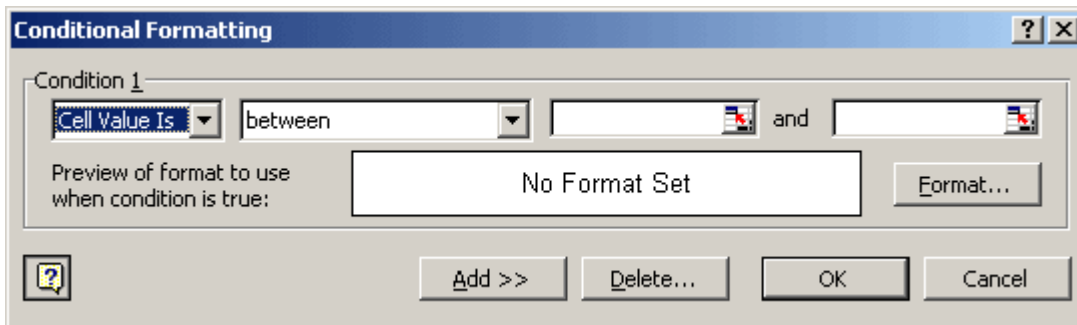 Conditional Formatting
Condition 1
Cell Value Is between and
Preview of format to use
when condition is true:
No Format Set
Format...
Add >> Delete... OK Cancel